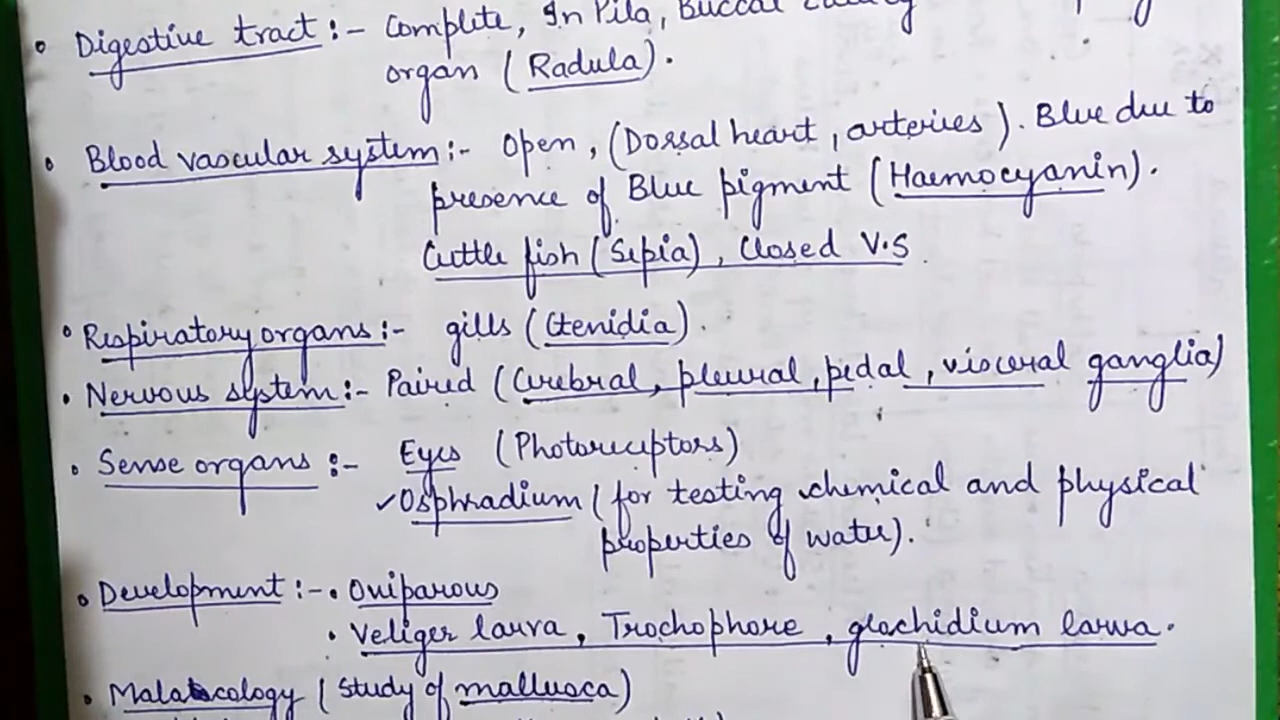 • Digestive tract :- Complete, In Pila, Buccal
organ (Radula).
• Blood vascular system :- Open, (Dorsal heart, arteries). Blue due to
presence of Blue pigment (Haemocyanin).
Cuttle fish (Sepia), Closed V.S.
• Respiratory organs :- gills (Ctenidia).
• Nervous system :- Paired (Cerebral, pleural, pedal, visceral ganglia)
• Sense organs :- Eyes (Photoreceptors)
✓Osphradium (for testing chemical and physical
properties of water).
• Development :- • Oviparous
• Veliger larva, Trochophore, glochidium larva.
• Malacology (Study of mallusca)